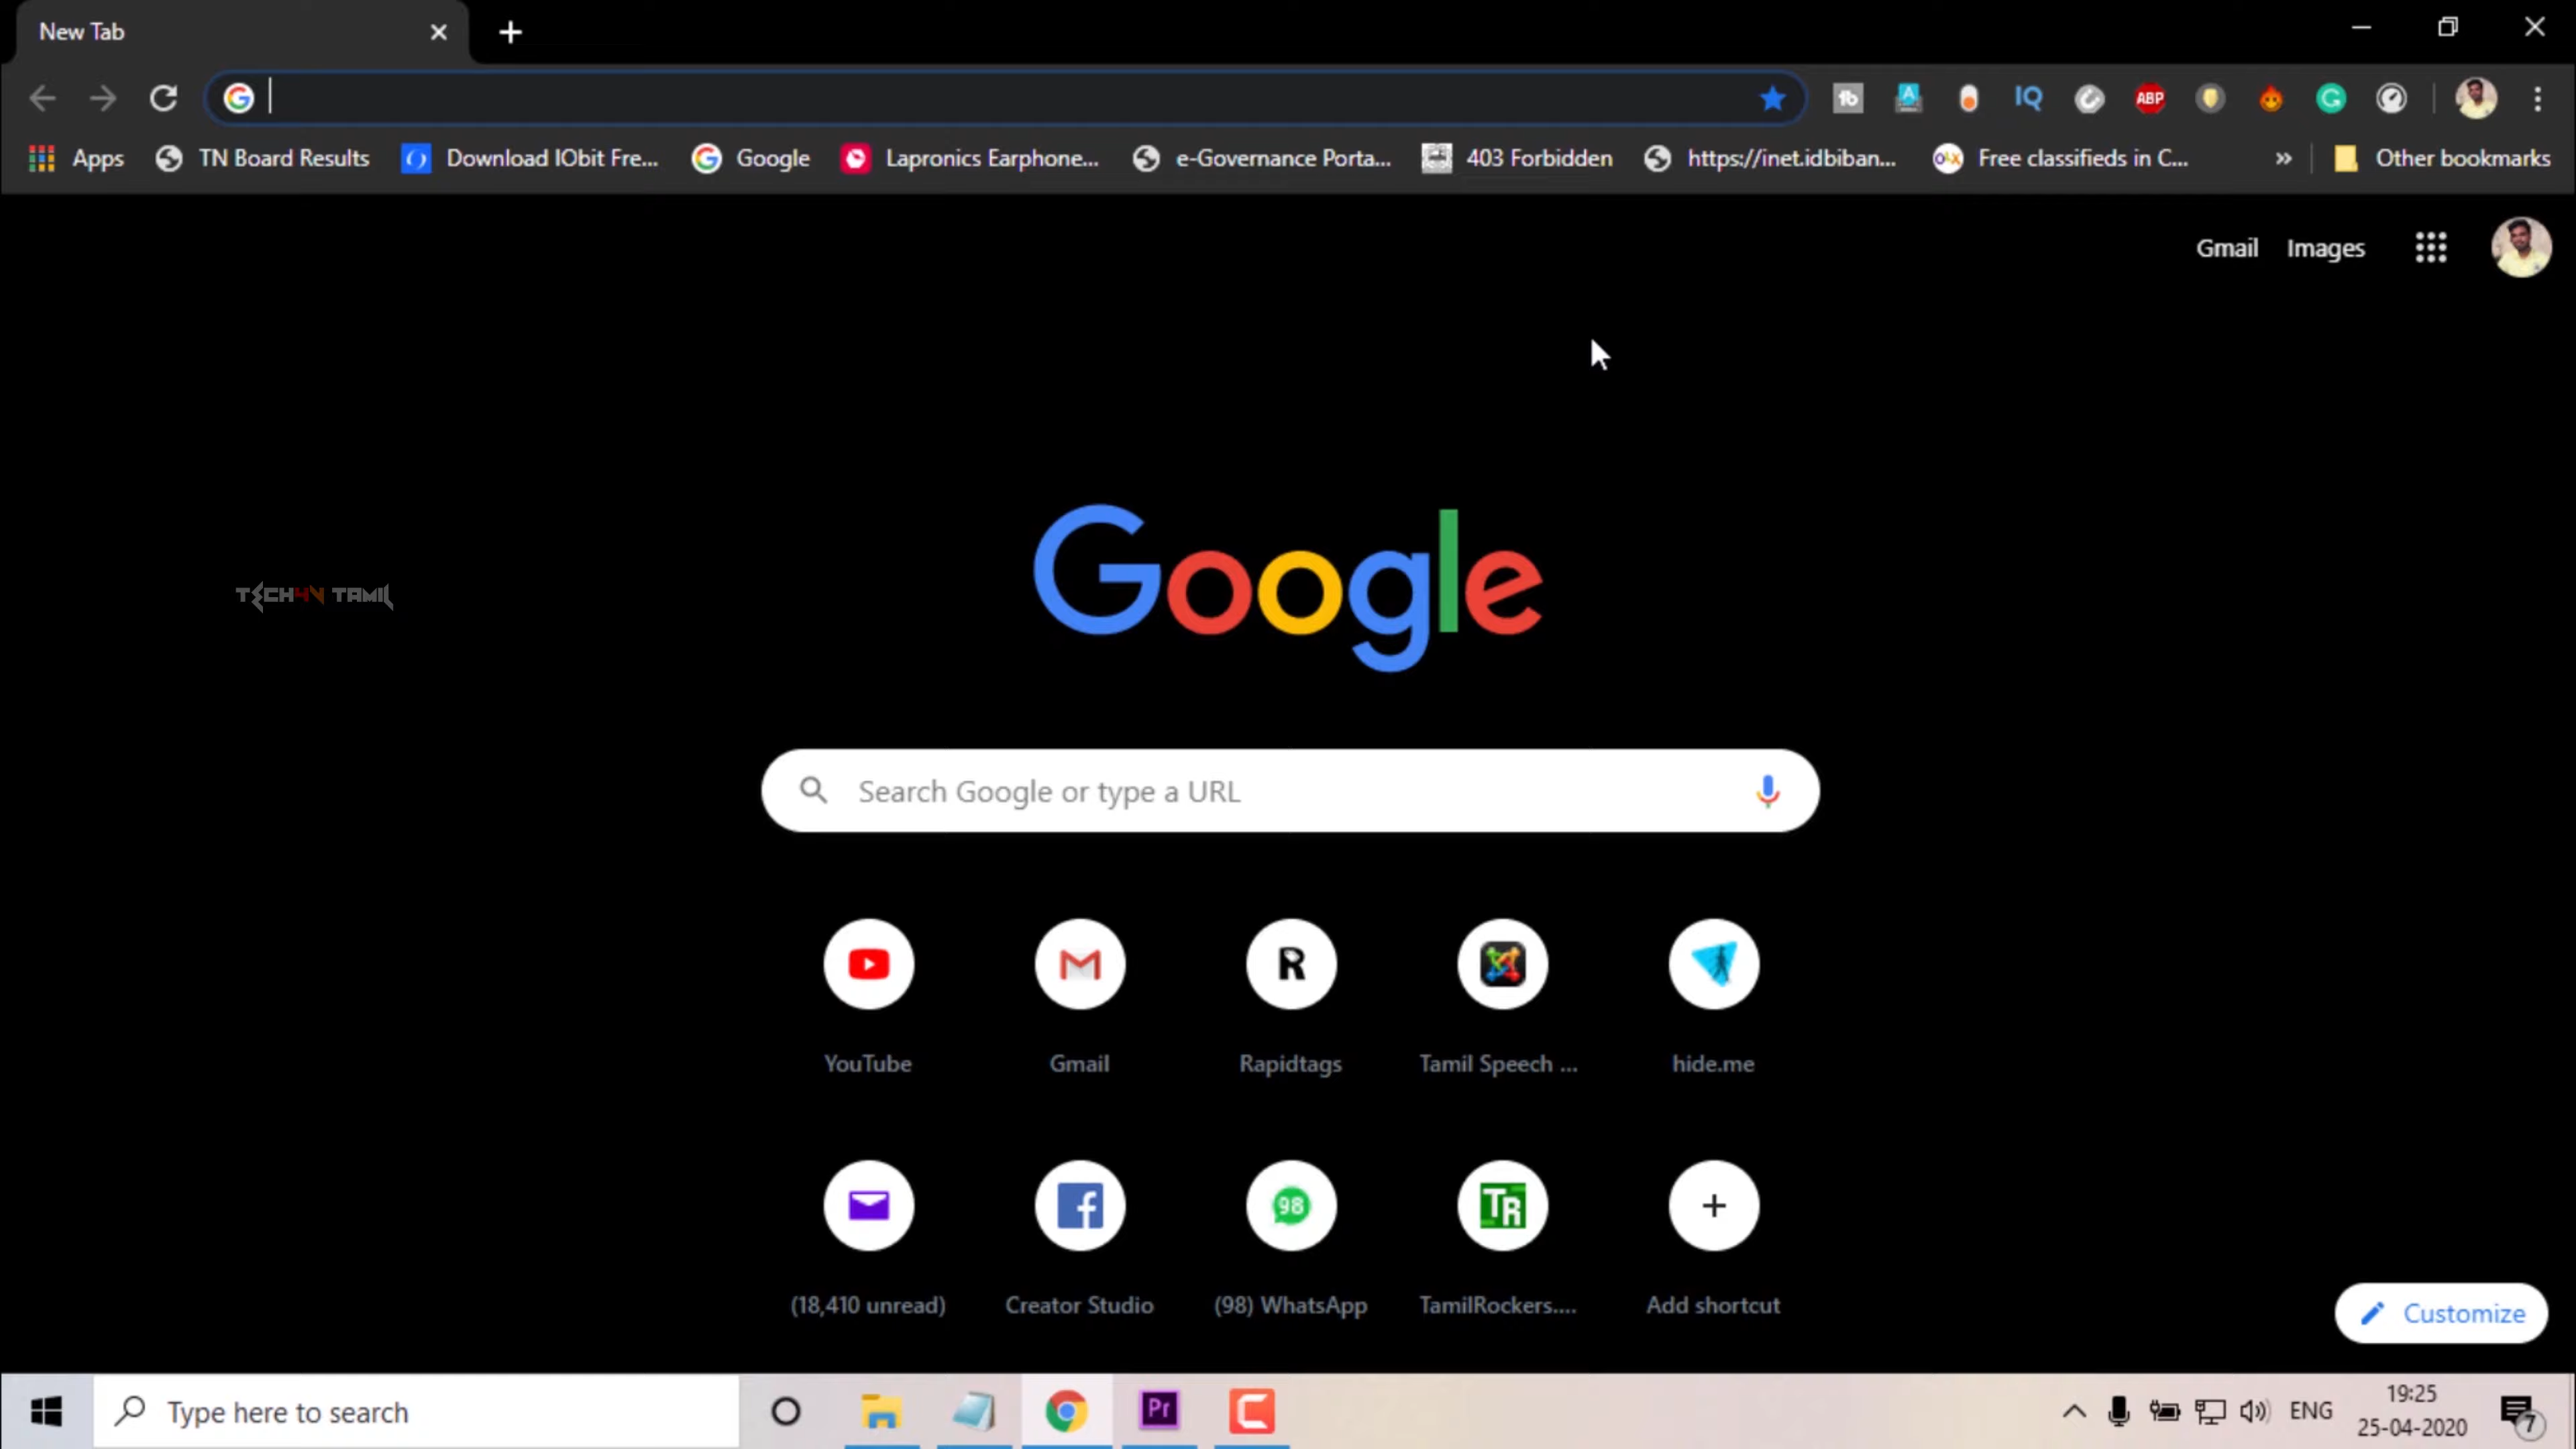 New Tab
Apps TN Board Results Download IObit Fre... Google Lapronics Earphone... e-Governance Porta... 403 Forbidden https://inet.idbiban... Free classifieds in C... » Other bookmarks
Gmail Images
Google
TECH4V TAMIL
Search Google or type a URL
YouTube Gmail Rapidtags Tamil Speech ... hide.me
(18,410 unread) Creator Studio (98) WhatsApp TamilRockers.... Add shortcut
Customize
Type here to search
ENG
19:25
25-04-2020